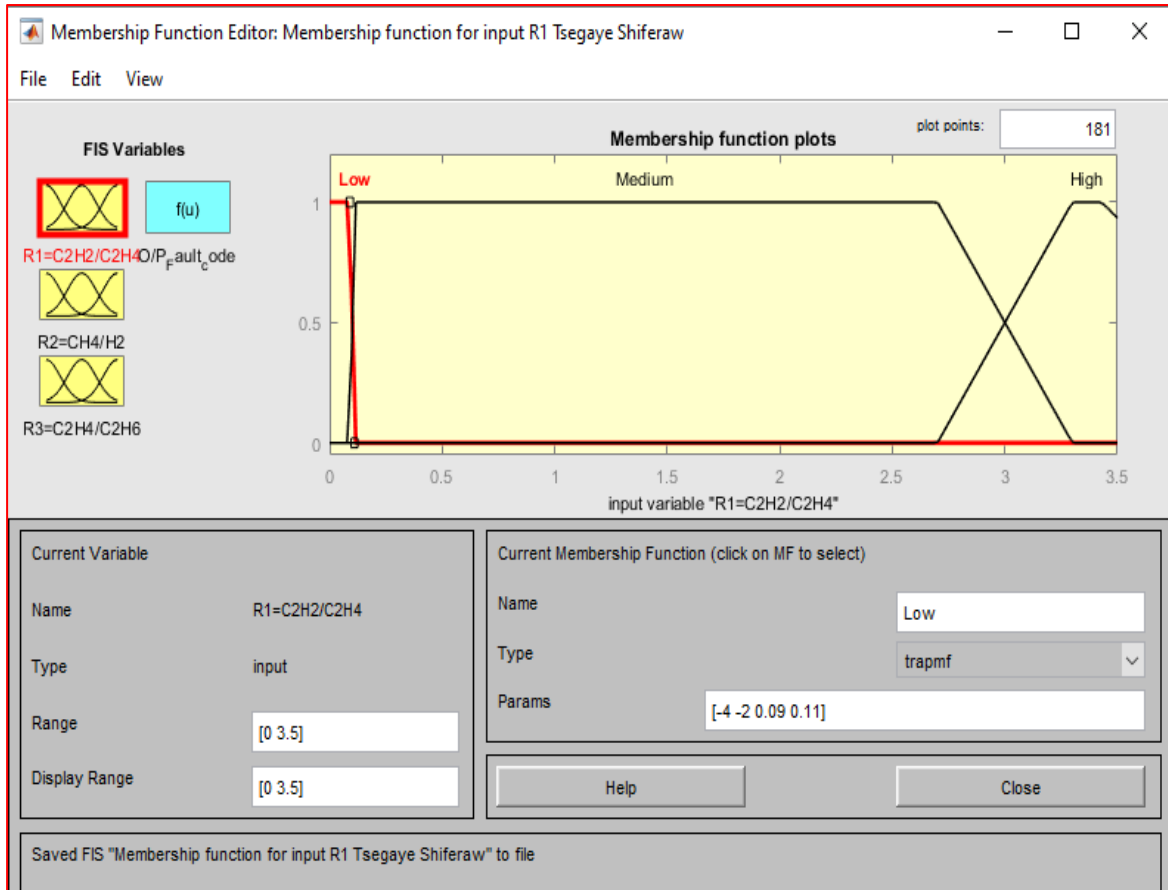 Membership Function Editor: Membership function for input R1 Tsegaye Shiferaw
File Edit View
FIS Variables
f(u)
R1=C2H2/C2H4
O/P_Fault_code
R2=CH4/H2
R3=C2H4/C2H6
Membership function plots
plot points:
181
Low
Medium
High
1
0.5
0
0 0.5 1 1.5 2 2.5 3 3.5
input variable "R1=C2H2/C2H4"
Current Variable
Name R1=C2H2/C2H4
Type input
Range [0 3.5]
Display Range [0 3.5]
Current Membership Function (click on MF to select)
Name Low
Type trapmf
Params [-4 -2 0.09 0.11]
Help
Close
Saved FIS "Membership function for input R1 Tsegaye Shiferaw" to file